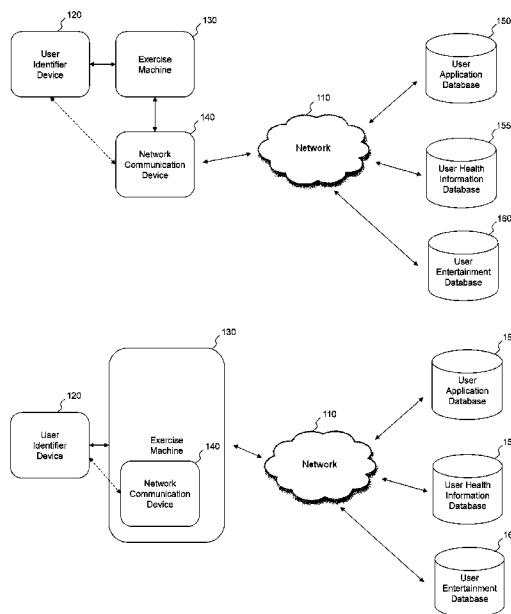 120
130
User
Identifier
Device
Exercise
Machine
140
Network
Communication
Device
110
Network
150
User
Application
Database
155
User Health
Information
Database
160
User
Entertainment
Database
130
120
User
Identifier
Device
Exercise
Machine
140
Network
Communication
Device
110
Network
User
Application
Database
User Health
Information
Database
User
Entertainment
Database